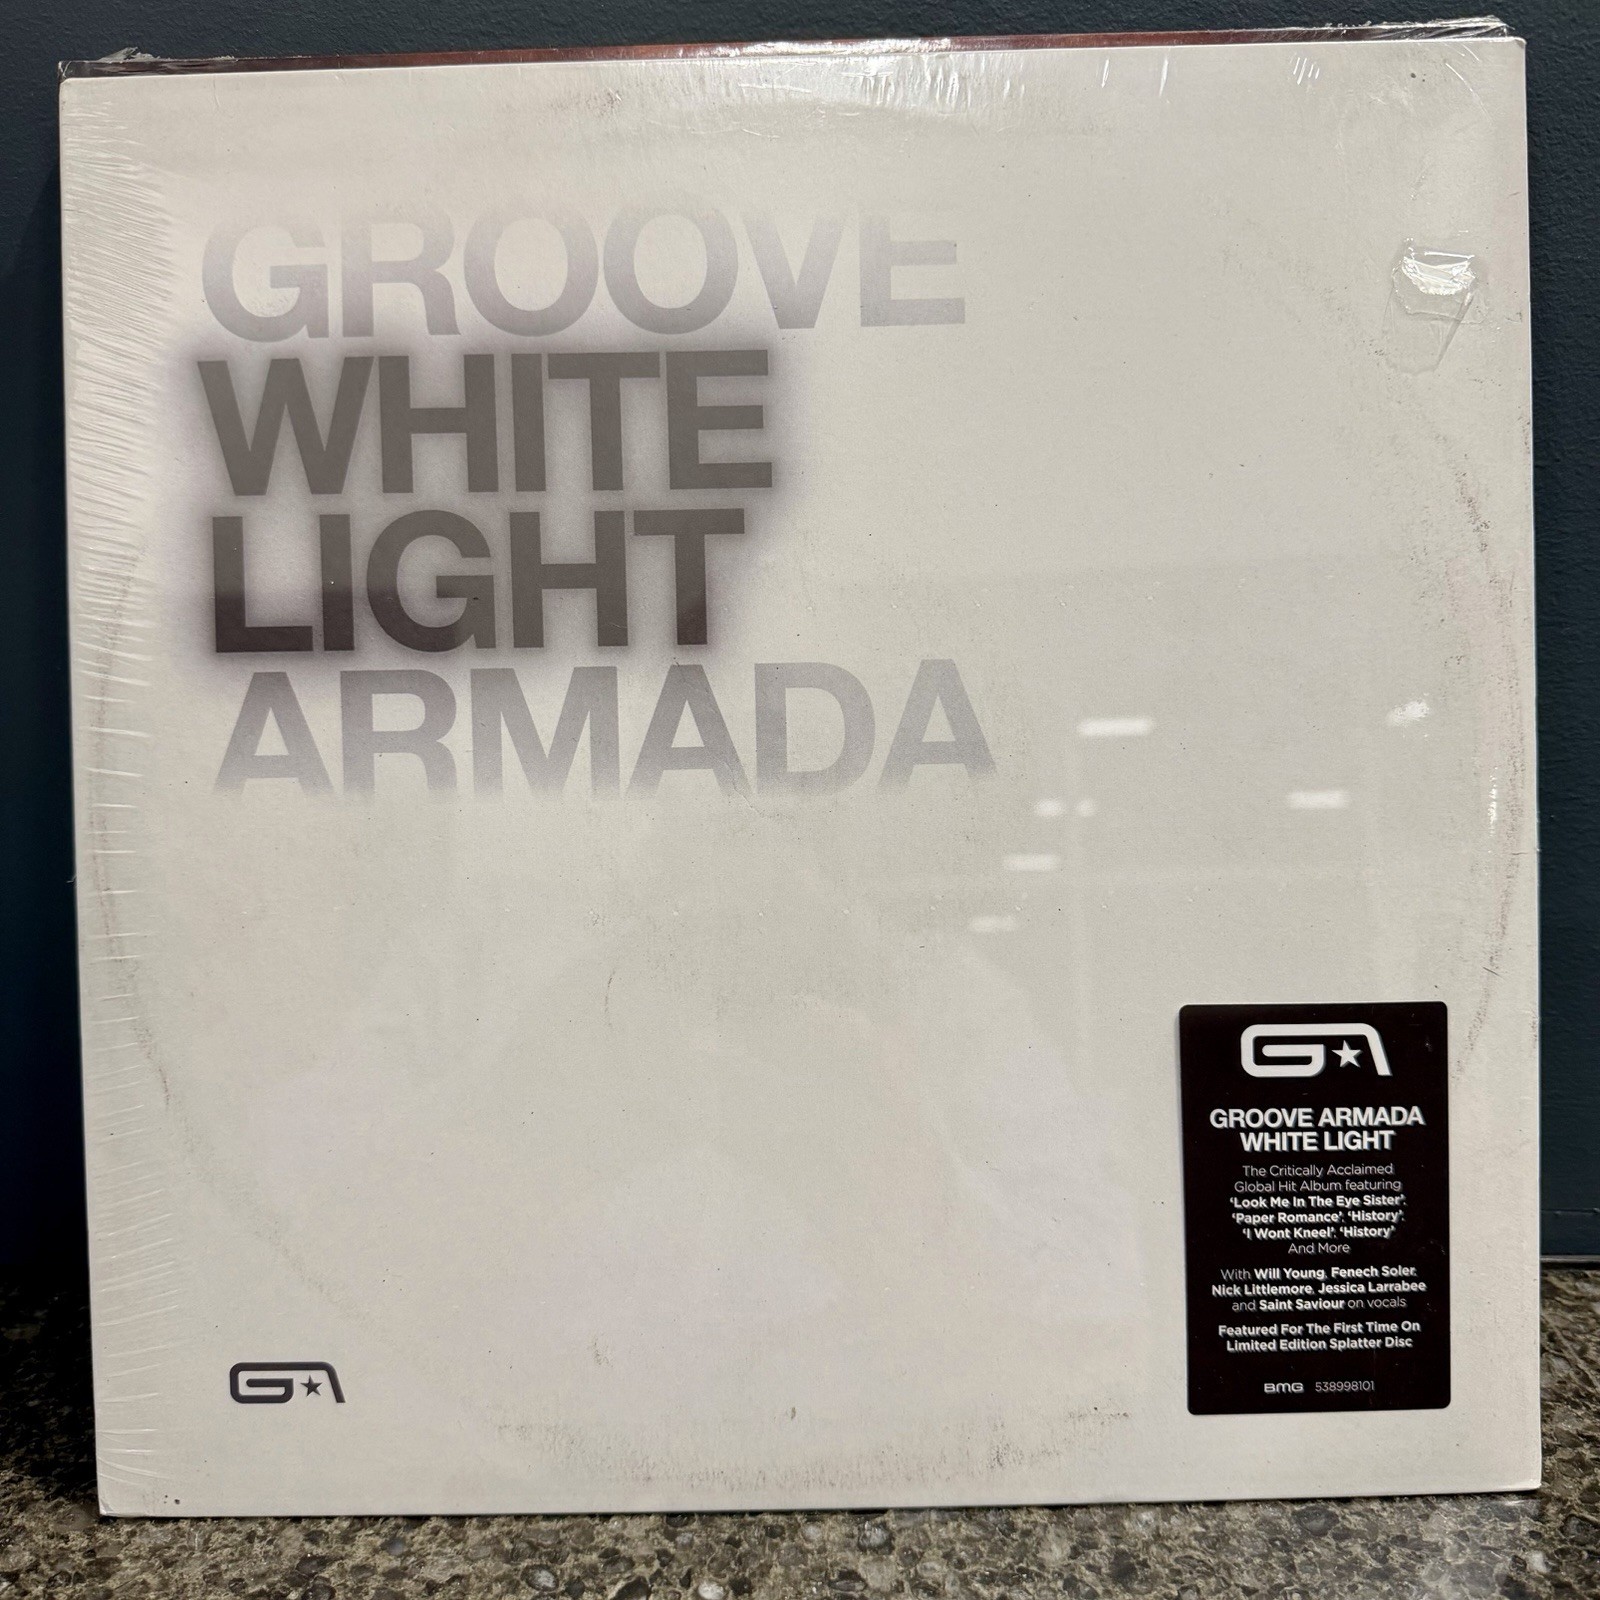 GROOVE
WHITE
LIGHT
ARMADA
GA
GA
GROOVE ARMADA
WHITE LIGHT
The Critically Acclaimed
Global Hit Album featuring
'Look Me In The Eye Sister',
'Paper Romance', 'History',
'I Wont Kneel', 'History'
And More
With Will Young, Fenech Soler,
Nick Littlemore, Jessica Larrabee
and Saint Saviour on vocals
Featured For The First Time On
Limited Edition Splatter Disc
BMG 538998101